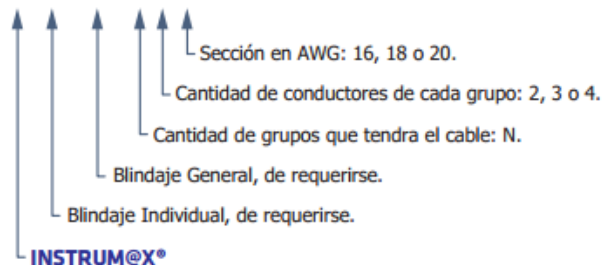 Sección en AWG: 16, 18 o 20.
Cantidad de conductores de cada grupo: 2, 3 o 4.
Cantidad de grupos que tendra el cable: N.
Blindaje General, de requerirse.
Blindaje Individual, de requerirse.
INSTRUM@X®